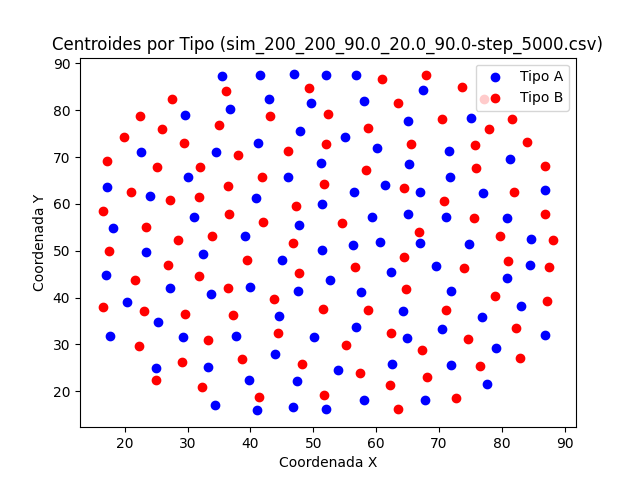 Centroides por Tipo (sim_200_200_90.0_20.0_90.0-step_5000.csv)
Tipo A
Tipo B
90
80
70
60
50
40
30
20
Coordenada Y
20 30 40 50 60 70 80 90
Coordenada X